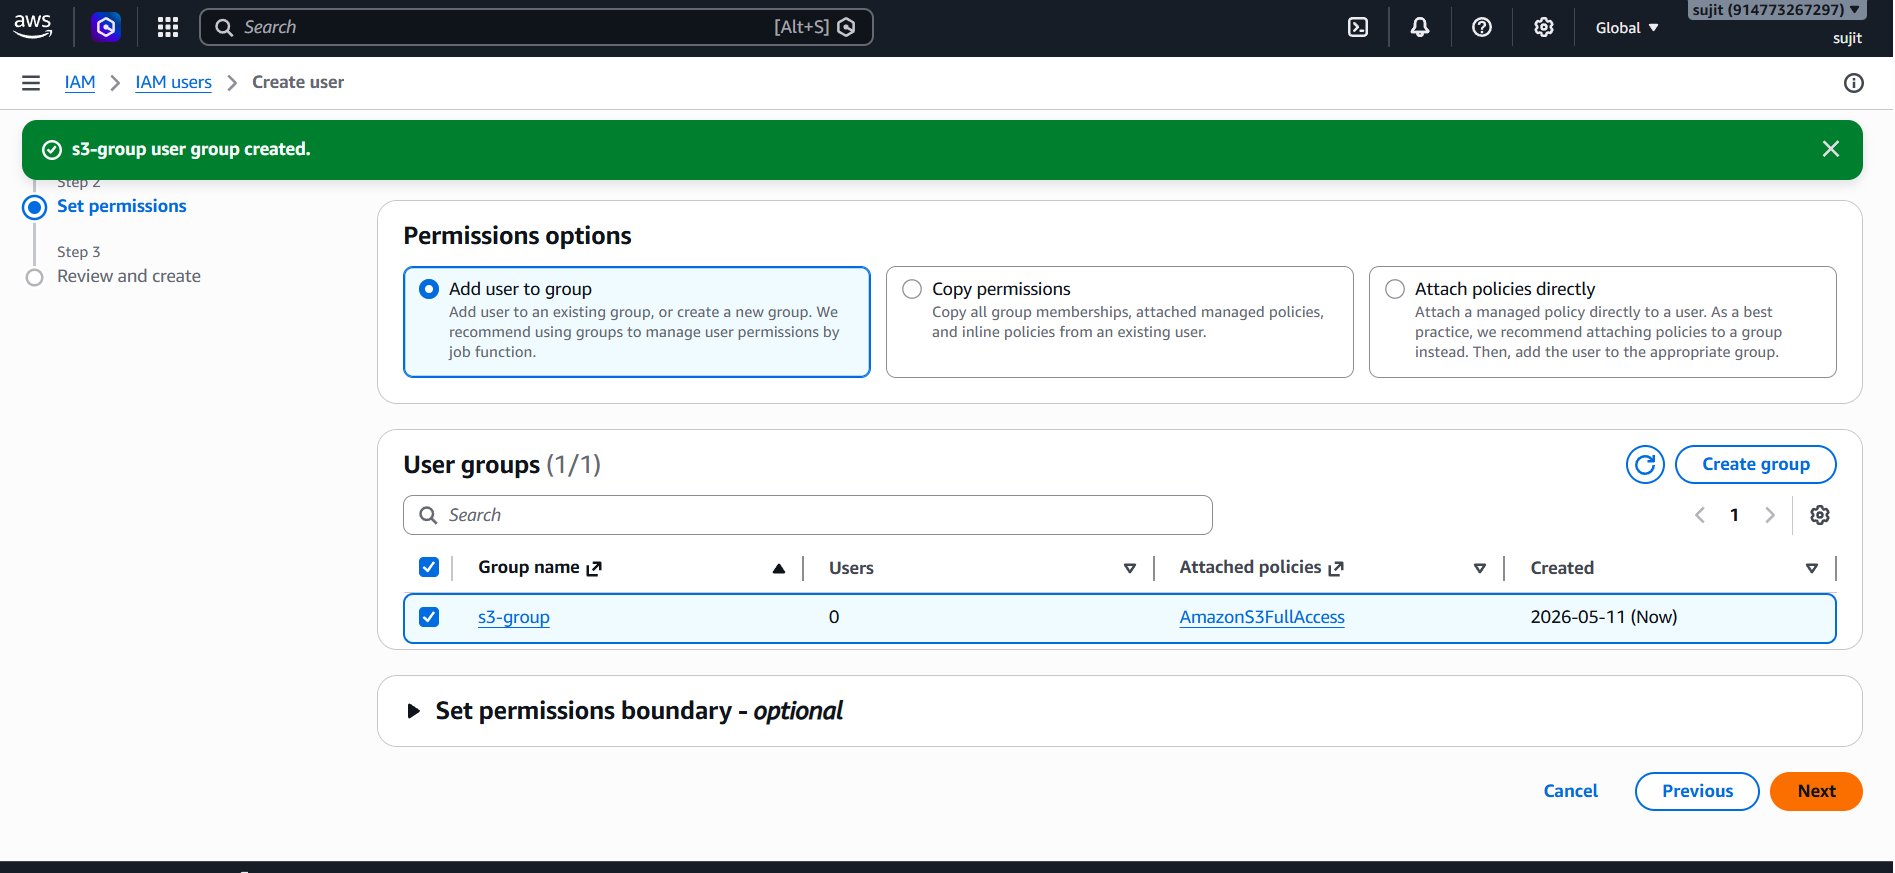 aws
Search [Alt+S]
Global
sujit (914773267297)
sujit
IAM
IAM users
Create user
s3-group user group created.
Step 2
Set permissions
Step 3
Review and create
Permissions options
Add user to group
Add user to an existing group, or create a new group. We
recommend using groups to manage user permissions by
job function.
Copy permissions
Copy all group memberships, attached managed policies,
and inline policies from an existing user.
Attach policies directly
Attach a managed policy directly to a user. As a best
practice, we recommend attaching policies to a group
instead. Then, add the user to the appropriate group.
User groups (1/1)
Create group
Search
1
Group name Users Attached policies Created
s3-group 0 AmazonS3FullAccess 2026-05-11 (Now)
Set permissions boundary - optional
Cancel Previous Next